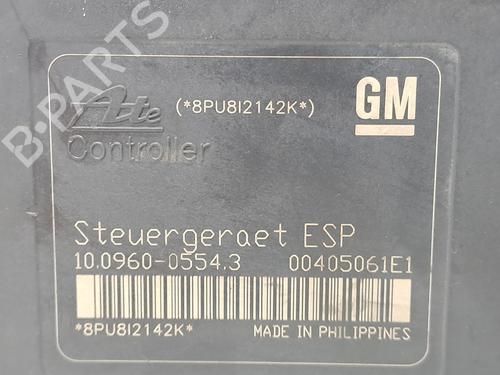 B-PARTS
Ate
(*8PU8I2142K*)
GM
Controller
Steuergeraet ESP
10.0960-0554.3 00405061E1
*8PU8I2142K* MADE IN PHILIPPINES